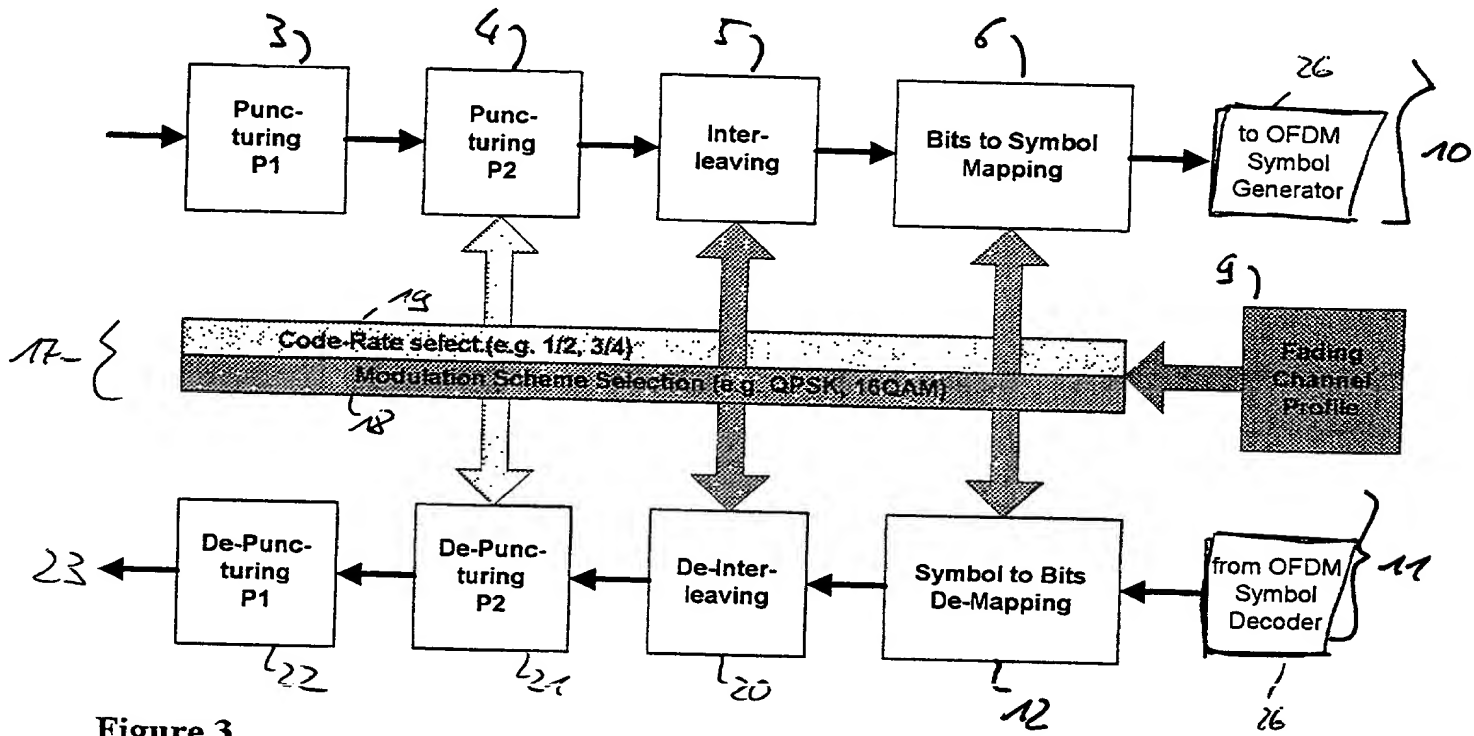 3 4 5 6 26
Punc-
turing
P1
Punc-
turing
P2
Inter-
leaving
Bits to Symbol
Mapping
to OFDM
Symbol
Generator
10
9
19
17
Code-Rate select (e.g. 1/2, 3/4)
Modulation Scheme Selection (e.g. QPSK, 16QAM)
18
Fading
Channel
Profile
23
De-Punc-
turing
P1
De-Punc-
turing
P2
De-Inter-
leaving
Symbol to Bits
De-Mapping
from OFDM
Symbol
Decoder
11
22 21 20 12 26
Figure 3